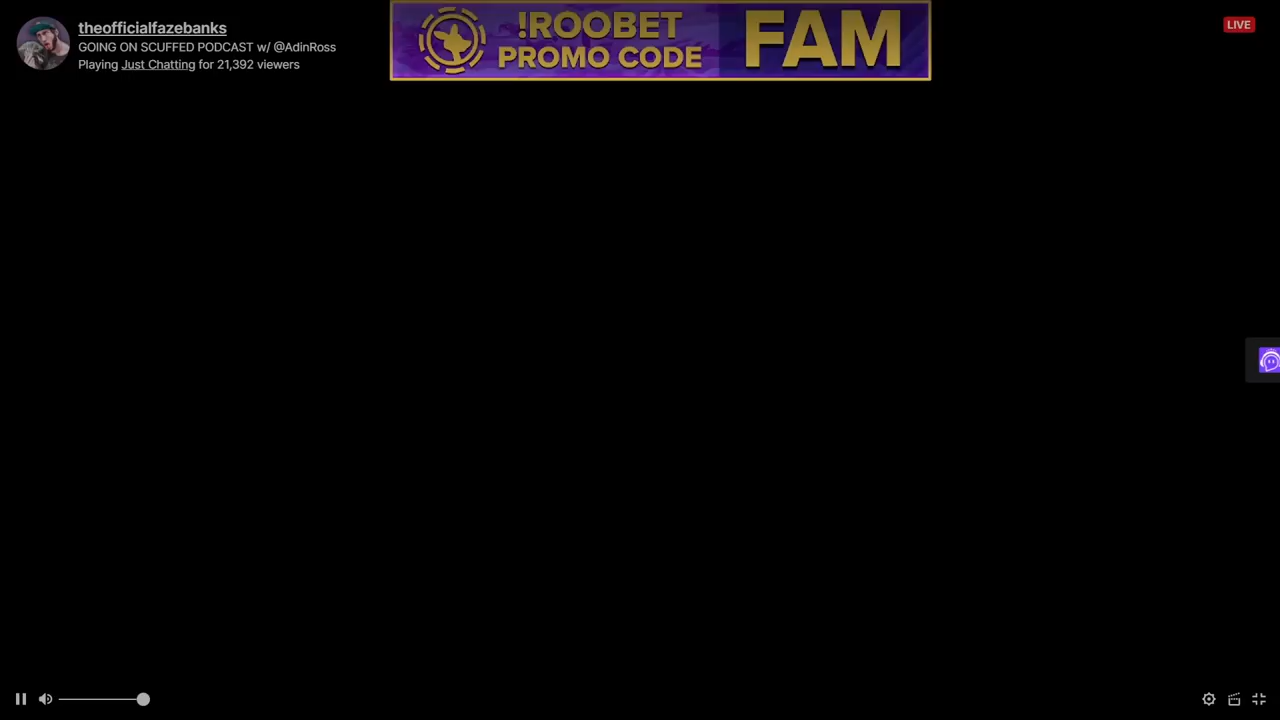 theofficialfazebanks
GOING ON SCUFFED PODCAST w/ @AdinRoss
Playing Just Chatting for 21,392 viewers
!ROOBET
PROMO CODE
FAM
LIVE